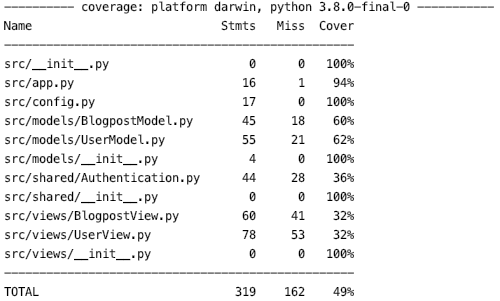 ---------- coverage: platform darwin, python 3.8.0-final-0 -----------
Name                         Stmts   Miss  Cover
------------------------------------------------
src/__init__.py                  0      0   100%
src/app.py                      16      1    94%
src/config.py                   17      0   100%
src/models/BlogpostModel.py     45     18    60%
src/models/UserModel.py         55     21    62%
src/models/__init__.py           4      0   100%
src/shared/Authentication.py    44     28    36%
src/shared/__init__.py           0      0   100%
src/views/BlogpostView.py       60     41    32%
src/views/UserView.py           78     53    32%
src/views/__init__.py            0      0   100%
------------------------------------------------
TOTAL                          319    162    49%